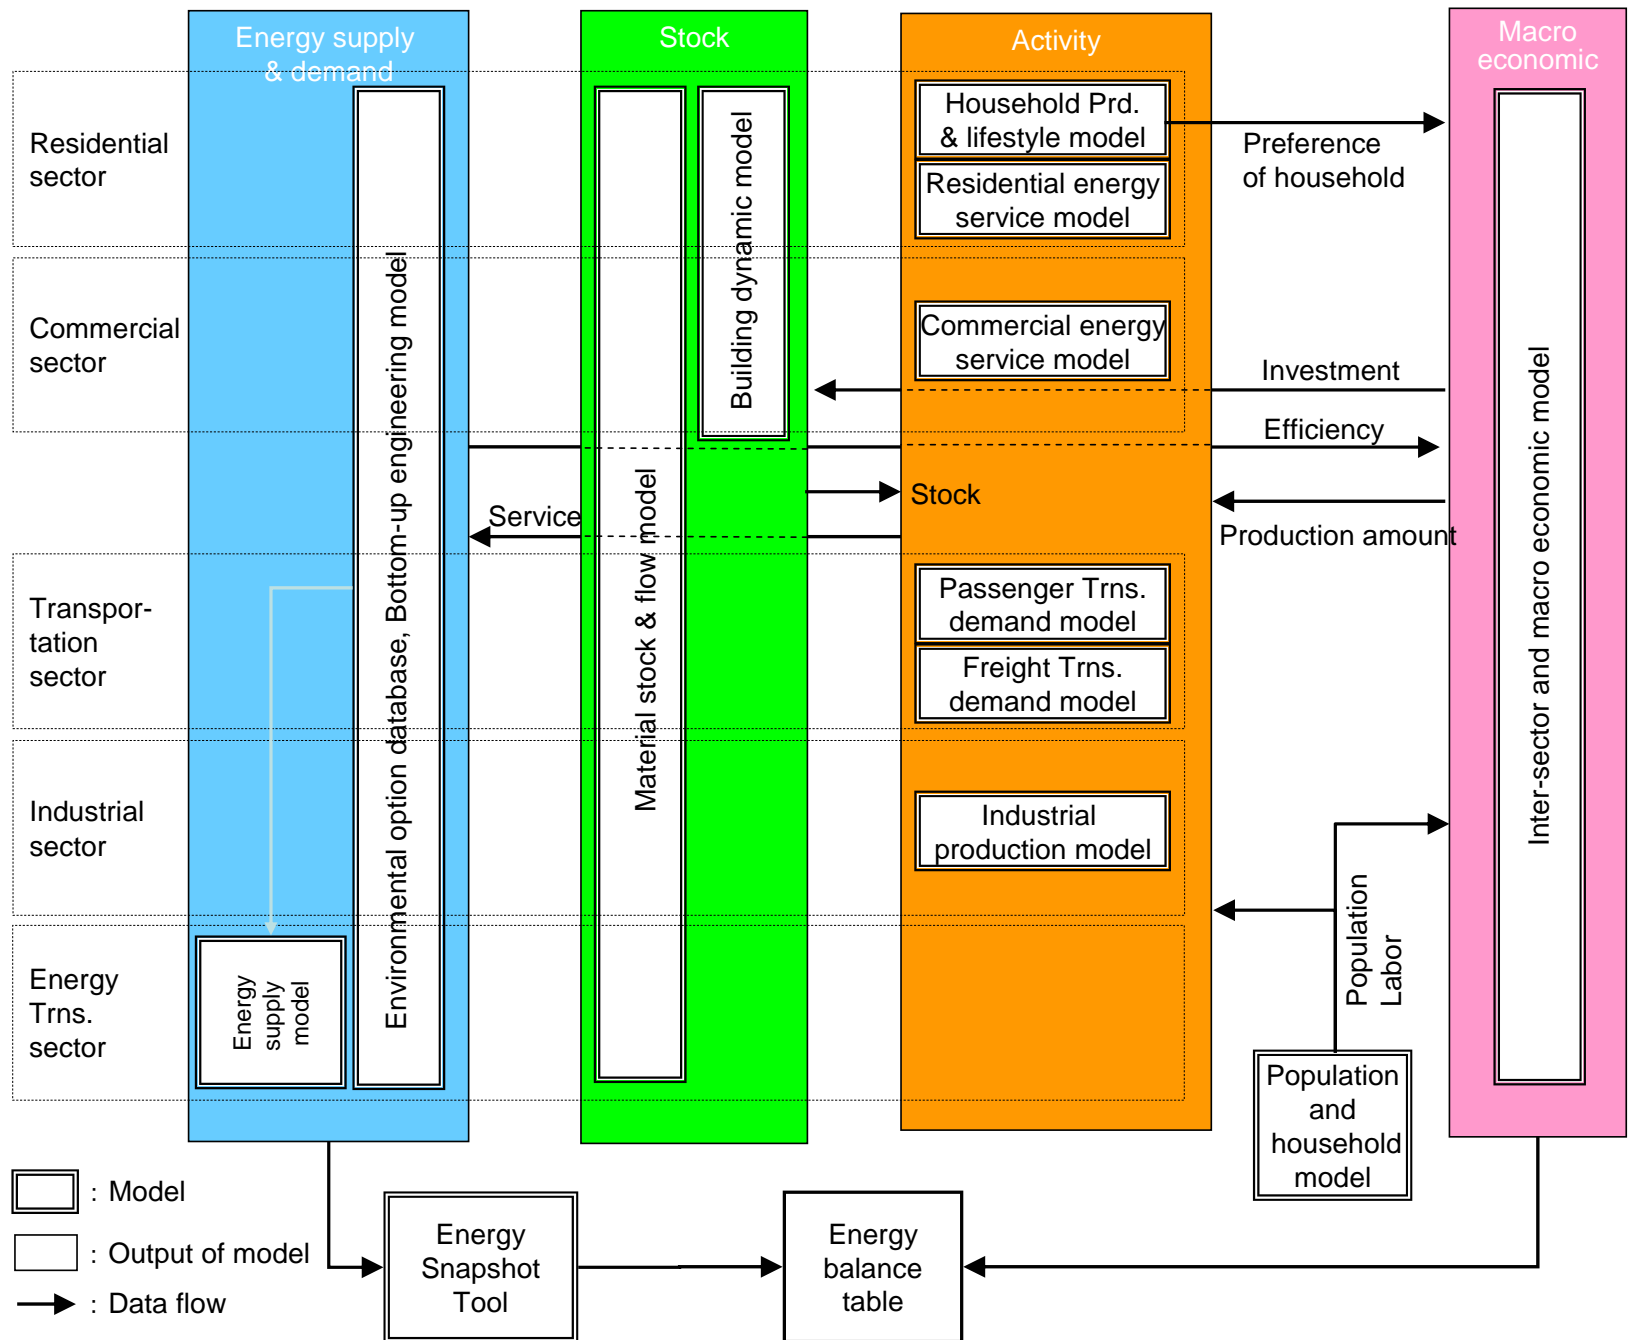 Energy supply
& demand
Stock
Activity
Macro
economic
Residential
sector
Commercial
sector
Transpor-
tation
sector
Industrial
sector
Energy
Trns.
sector
Environmental option database, Bottom-up engineering model
Energy
supply
model
Material stock & flow model
Building dynamic model
Household Prd.
& lifestyle model
Residential energy
service model
Commercial energy
service model
Passenger Trns.
demand model
Freight Trns.
demand model
Industrial
production model
Inter-sector and macro economic model
Preference
of household
Investment
Efficiency
Stock
Service
Production amount
Population
Labor
Population
and
household
model
: Model
: Output of model
: Data flow
Energy
Snapshot
Tool
Energy
balance
table